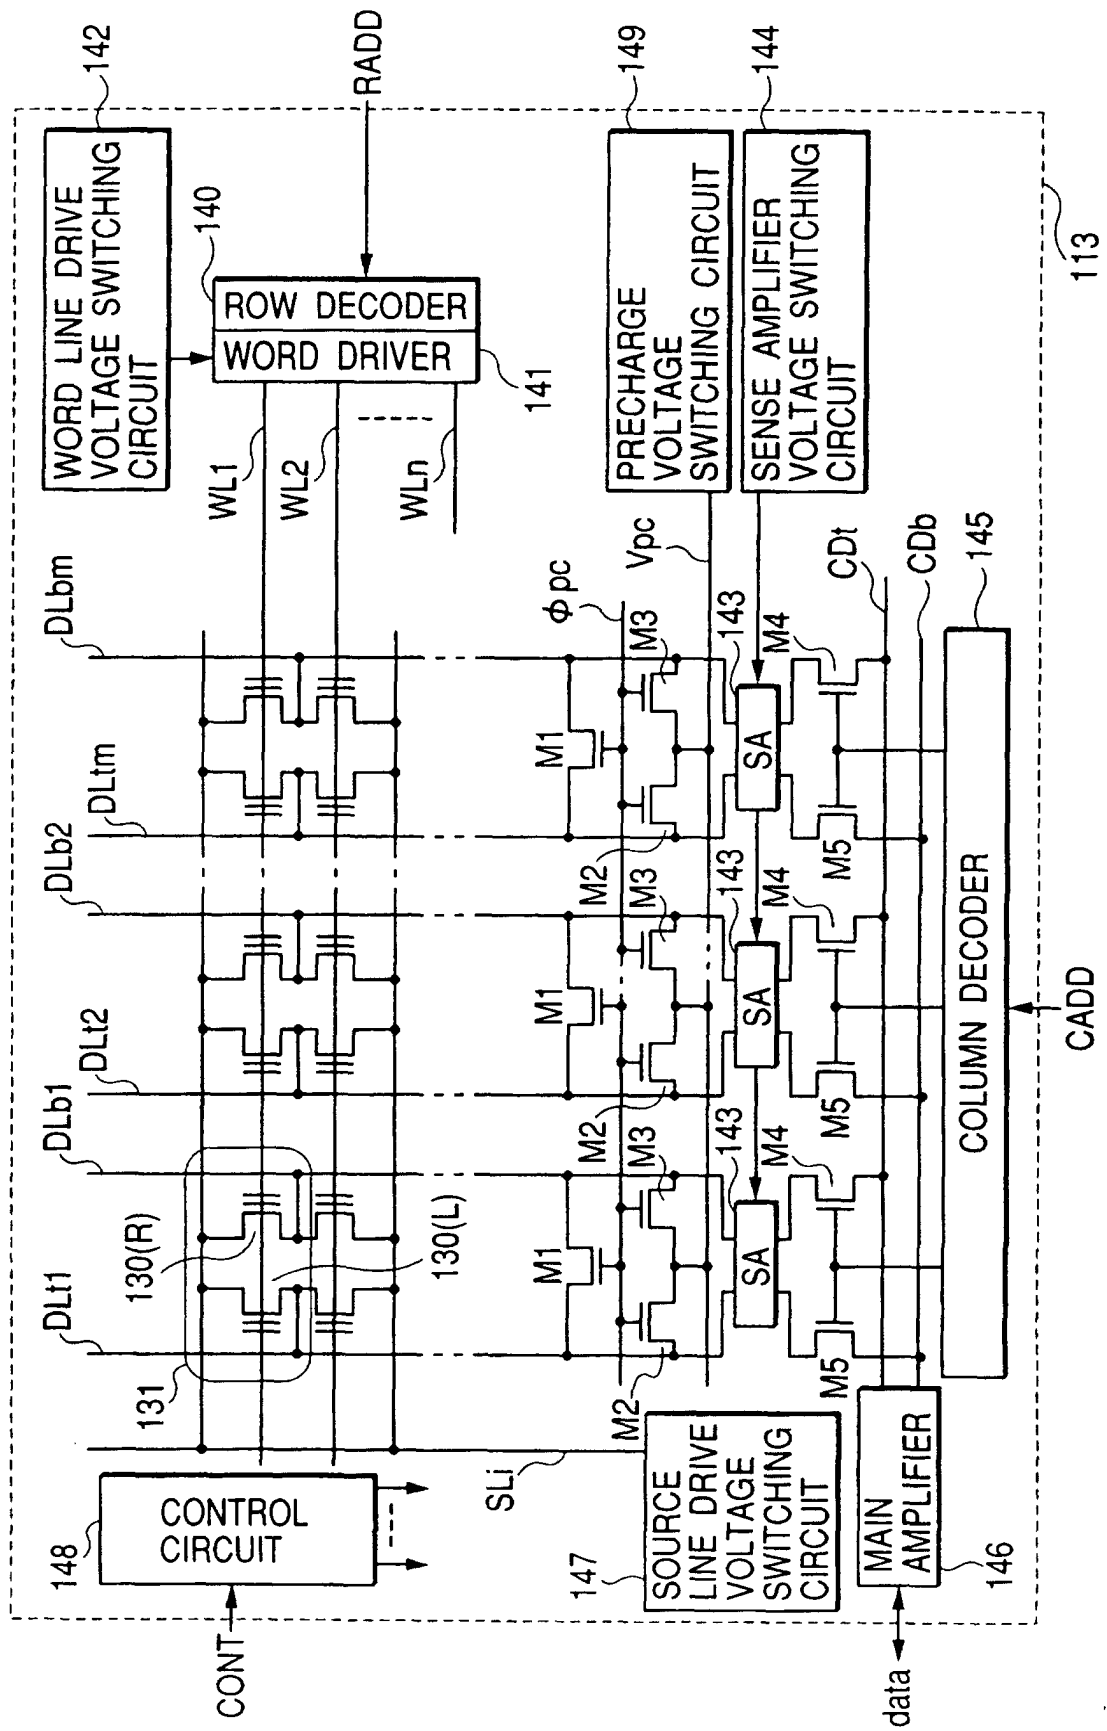 WORD LINE DRIVE
VOLTAGE SWITCHING
CIRCUIT
142
RADD
140
ROW DECODER
WORD DRIVER
141
WL1
WL2
WLn
PRECHARGE
VOLTAGE
SWITCHING CIRCUIT
149
SENSE AMPLIFIER
VOLTAGE SWITCHING
CIRCUIT
144
113
DLt1
DLb1
DLt2
DLb2
DLtm
DLbm
131
130(R)
130(L)
CONT
148
CONTROL
CIRCUIT
SLi
147
SOURCE
LINE DRIVE
VOLTAGE
SWITCHING
CIRCUIT
M1
M1
M1
Φpc
M2
M3
M2
M3
M2
M3
Vpc
143
143
143
SA
SA
SA
M5
M4
M5
M4
M5
M4
CDt
CDb
data
MAIN
AMPLIFIER
146
COLUMN DECODER
145
CADD